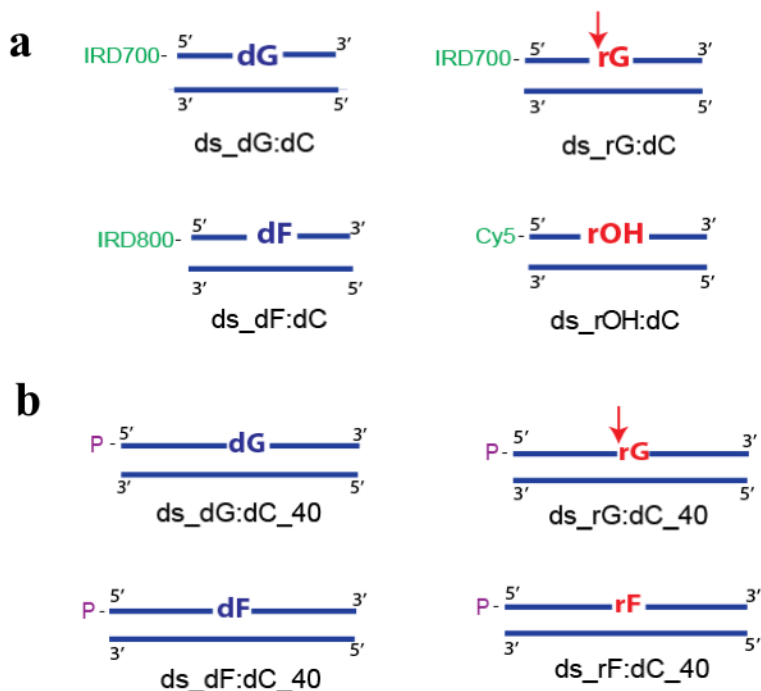 a
IRD700- 5′ dG 3′
3′ 5′
ds_dG:dC
IRD700- 5′ rG 3′
3′ 5′
ds_rG:dC
IRD800- 5′ dF 3′
3′ 5′
ds_dF:dC
Cy5- 5′ rOH 3′
3′ 5′
ds_rOH:dC
b
P - 5′ dG 3′
3′ 5′
ds_dG:dC_40
P- 5′ rG 3′
3′ 5′
ds_rG:dC_40
P - 5′ dF 3′
3′ 5′
ds_dF:dC_40
P - 5′ rF 3′
3′ 5′
ds_rF:dC_40